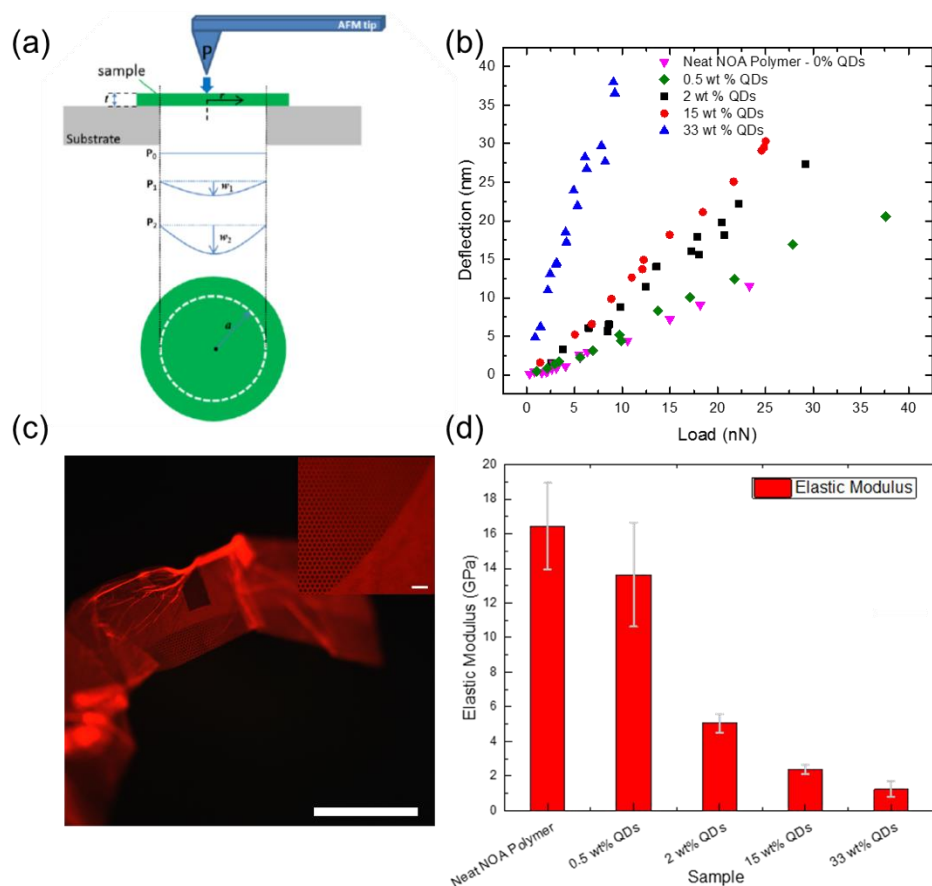 (a)
AFM tip
P
sample
t
r
Substrate
P₀
P₁
w₁
P₂
w₂
a
(b)
Neat NOA Polymer - 0% QDs
0.5 wt % QDs
2 wt % QDs
15 wt % QDs
33 wt % QDs
Deflection (nm)
40
35
30
25
20
15
10
5
0
0 5 10 15 20 25 30 35 40
Load (nN)
(c)
(d)
Elastic Modulus
Elastic Modulus (GPa)
20
18
16
14
12
10
8
6
4
2
0
Neat NOA Polymer
0.5 wt% QDs
2 wt% QDs
15 wt% QDs
33 wt% QDs
Sample